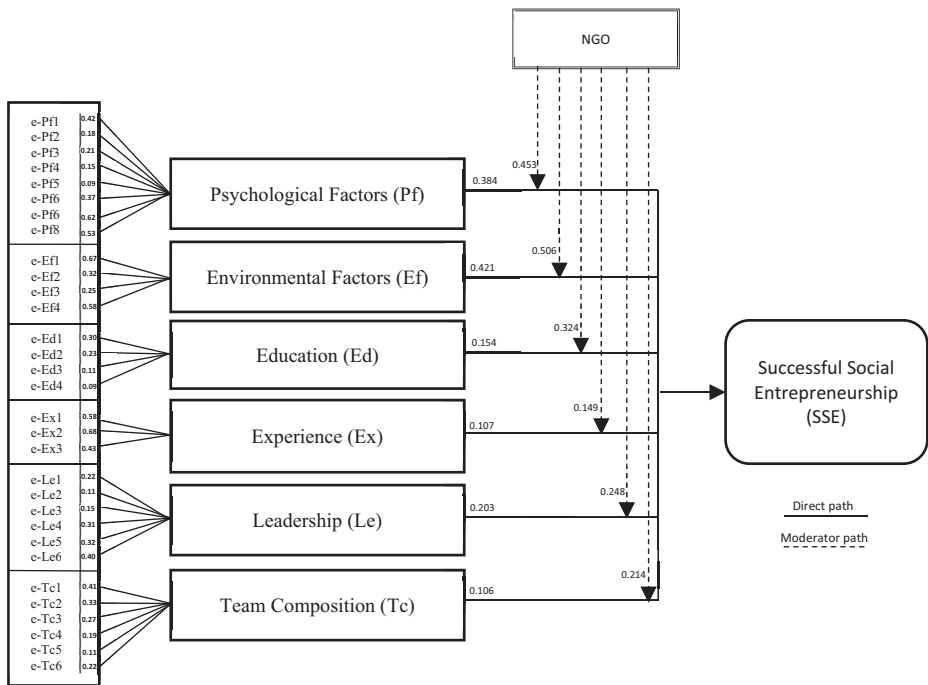 NGO
e-Pf1 0.42
e-Pf2 0.18
e-Pf3 0.21
e-Pf4 0.15
e-Pf5 0.09
e-Pf6 0.37
e-Pf6 0.62
e-Pf8 0.53
Psychological Factors (Pf)
0.384
0.453
e-Ef1 0.67
e-Ef2 0.32
e-Ef3 0.25
e-Ef4 0.58
Environmental Factors (Ef)
0.421
0.506
e-Ed1 0.30
e-Ed2 0.23
e-Ed3 0.11
e-Ed4 0.09
Education (Ed)
0.154
0.324
e-Ex1 0.58
e-Ex2 0.68
e-Ex3 0.43
Experience (Ex)
0.107
0.149
e-Le1 0.22
e-Le2 0.11
e-Le3 0.15
e-Le4 0.31
e-Le5 0.32
e-Le6 0.40
Leadership (Le)
0.203
0.248
e-Tc1 0.41
e-Tc2 0.33
e-Tc3 0.27
e-Tc4 0.19
e-Tc5 0.11
e-Tc6 0.22
Team Composition (Tc)
0.106
0.214
Successful Social
Entrepreneurship
(SSE)
Direct path
Moderator path